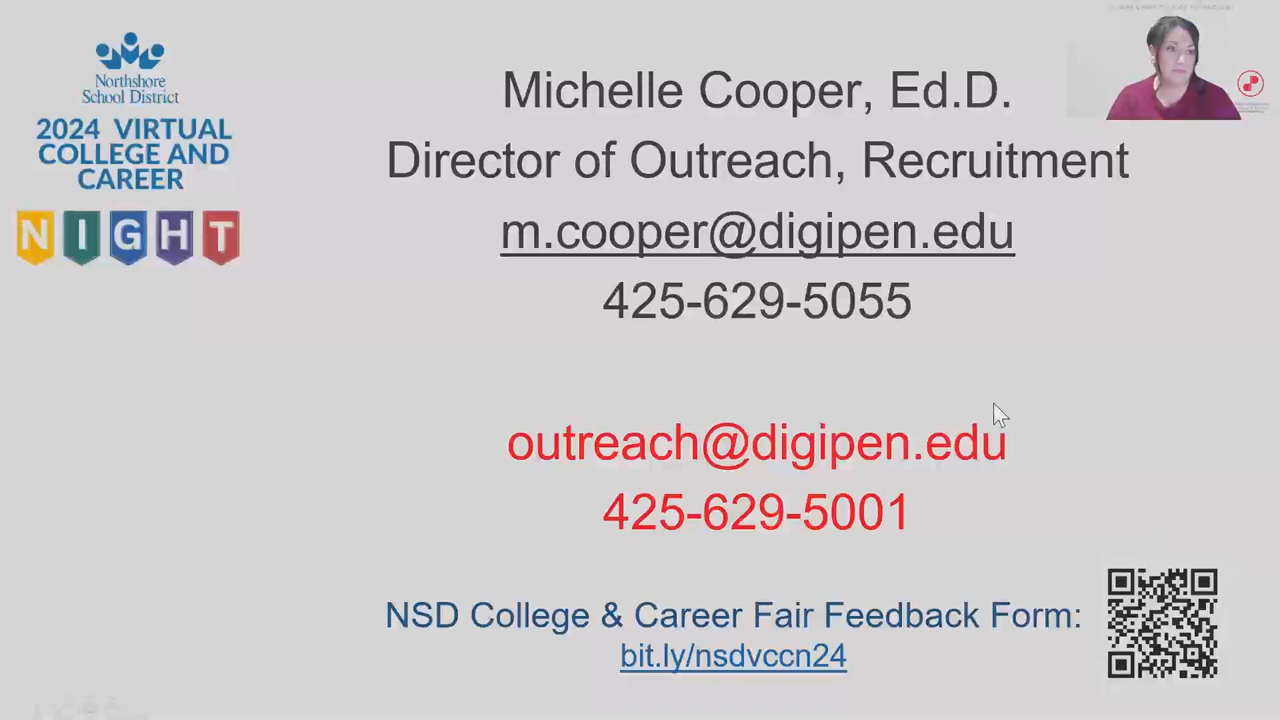 Northshore
School District
2024 VIRTUAL
COLLEGE AND
CAREER
NIGHT
Michelle Cooper, Ed.D.
Director of Outreach, Recruitment
m.cooper@digipen.edu
425-629-5055
outreach@digipen.edu
425-629-5001
NSD College & Career Fair Feedback Form:
bit.ly/nsdvccn24